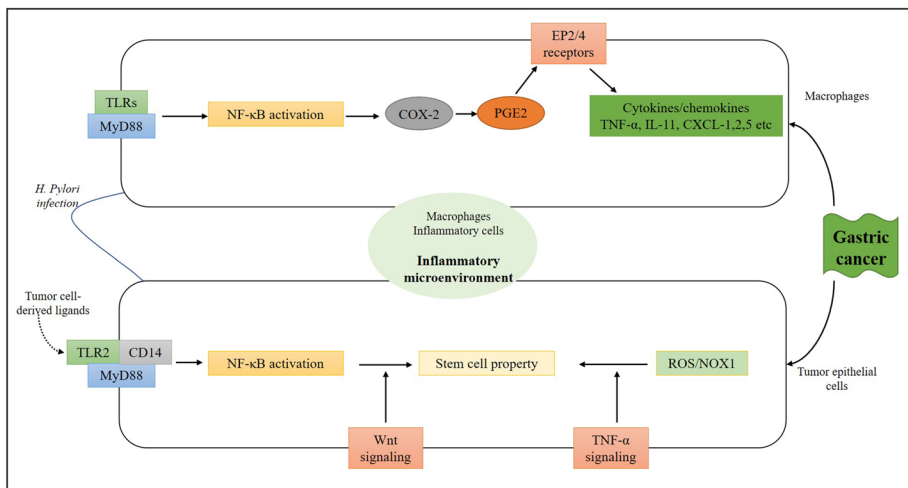 EP2/4
receptors
TLRs
MyD88
NF-κB activation
COX-2
PGE2
Cytokines/chemokines
TNF-α, IL-11, CXCL-1,2,5 etc
Macrophages
H. Pylori
infection
Macrophages
Inflammatory cells
Inflammatory
microenvironment
Gastric
cancer
Tumor cell-
derived ligands
TLR2
CD14
MyD88
NF-κB activation
Stem cell property
ROS/NOX1
Tumor epithelial
cells
Wnt
signaling
TNF-α
signaling